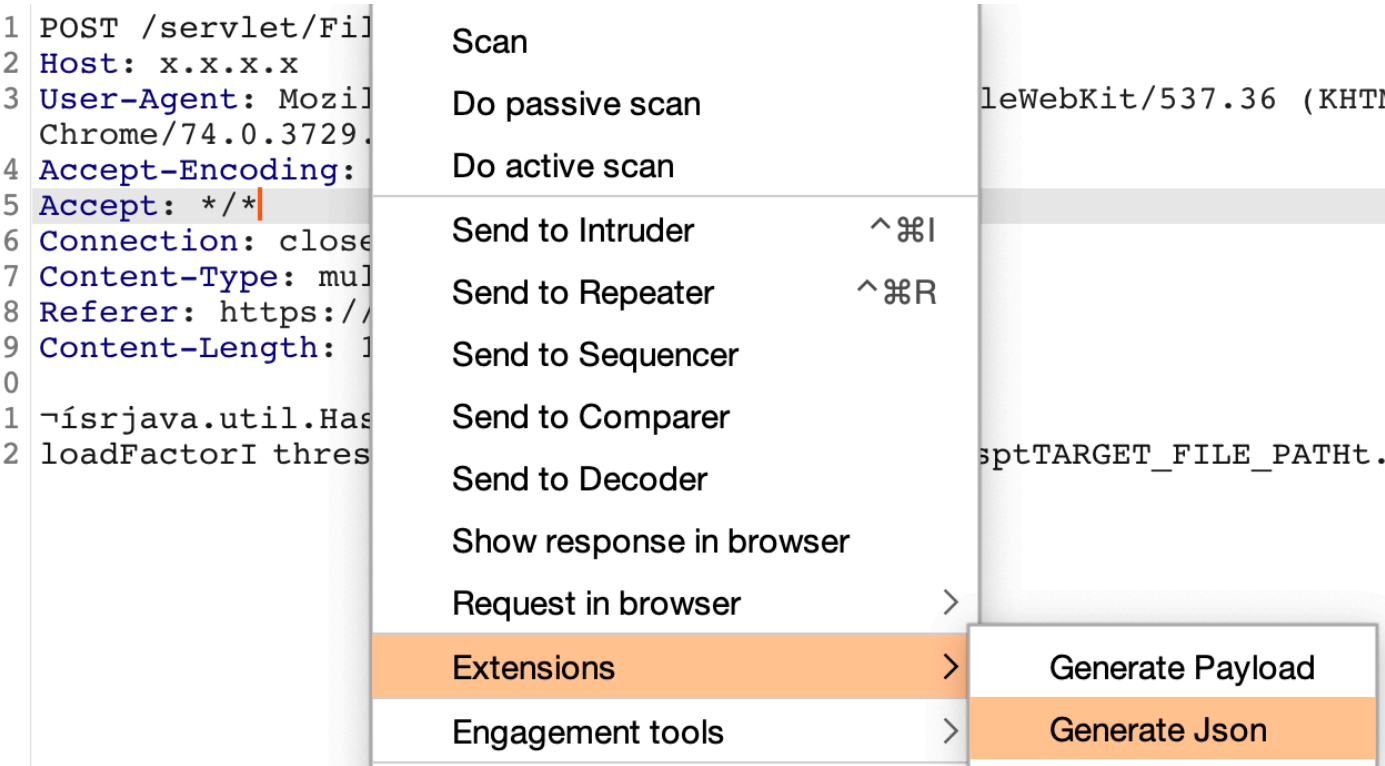 1 POST /servlet/Fil
2 Host: x.x.x.x
3 User-Agent: Mozil leWebKit/537.36 (KHTM
Chrome/74.0.3729.
4 Accept-Encoding:
5 Accept: */*
6 Connection: close
7 Content-Type: mul
8 Referer: https://
9 Content-Length: 1
0
1 ¬ísrjava.util.Has
2 loadFactorI thres sptTARGET_FILE_PATHt.
Scan
Do passive scan
Do active scan
Send to Intruder ^⌘I
Send to Repeater ^⌘R
Send to Sequencer
Send to Comparer
Send to Decoder
Show response in browser
Request in browser
Extensions
Engagement tools
Generate Payload
Generate Json